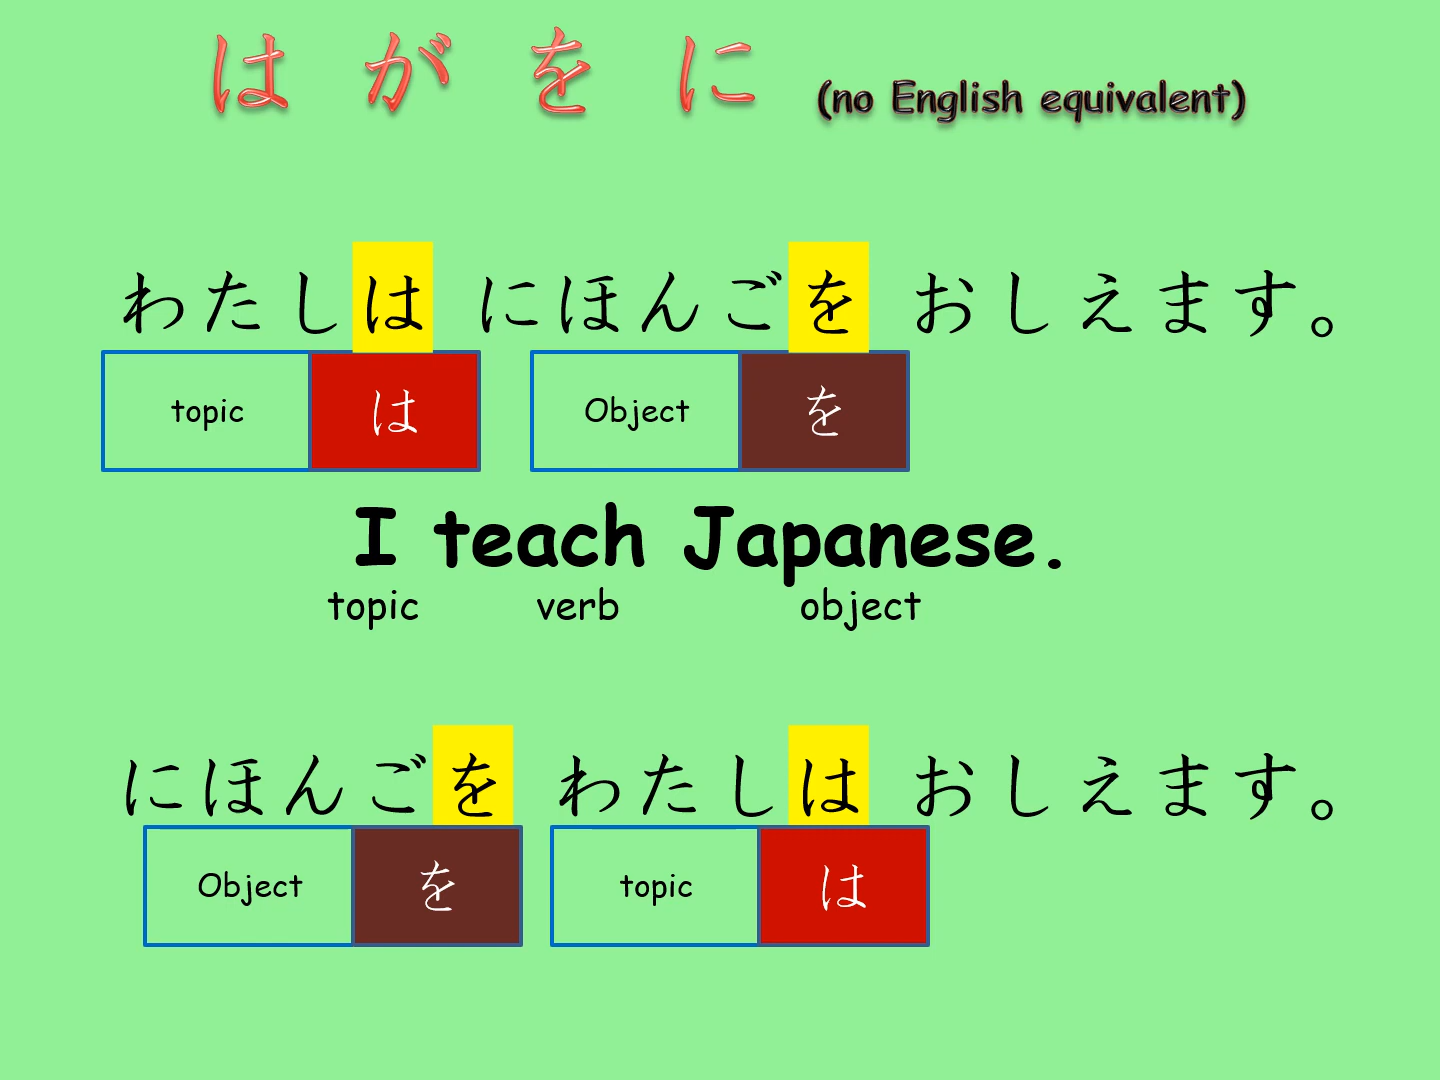 は が を に (no English equivalent)
わたしは にほんごを おしえます。
topic は Object を
I teach Japanese.
topic verb object
にほんごを わたしは おしえます。
Object を topic は